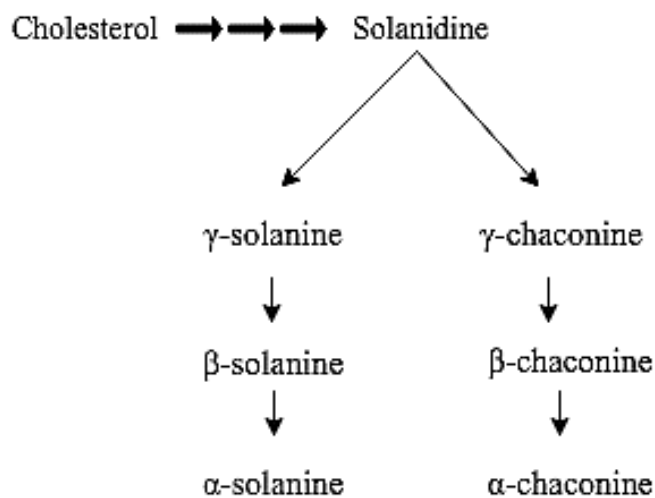 Cholesterol Solanidine
γ-solanine γ-chaconine
β-solanine β-chaconine
α-solanine α-chaconine